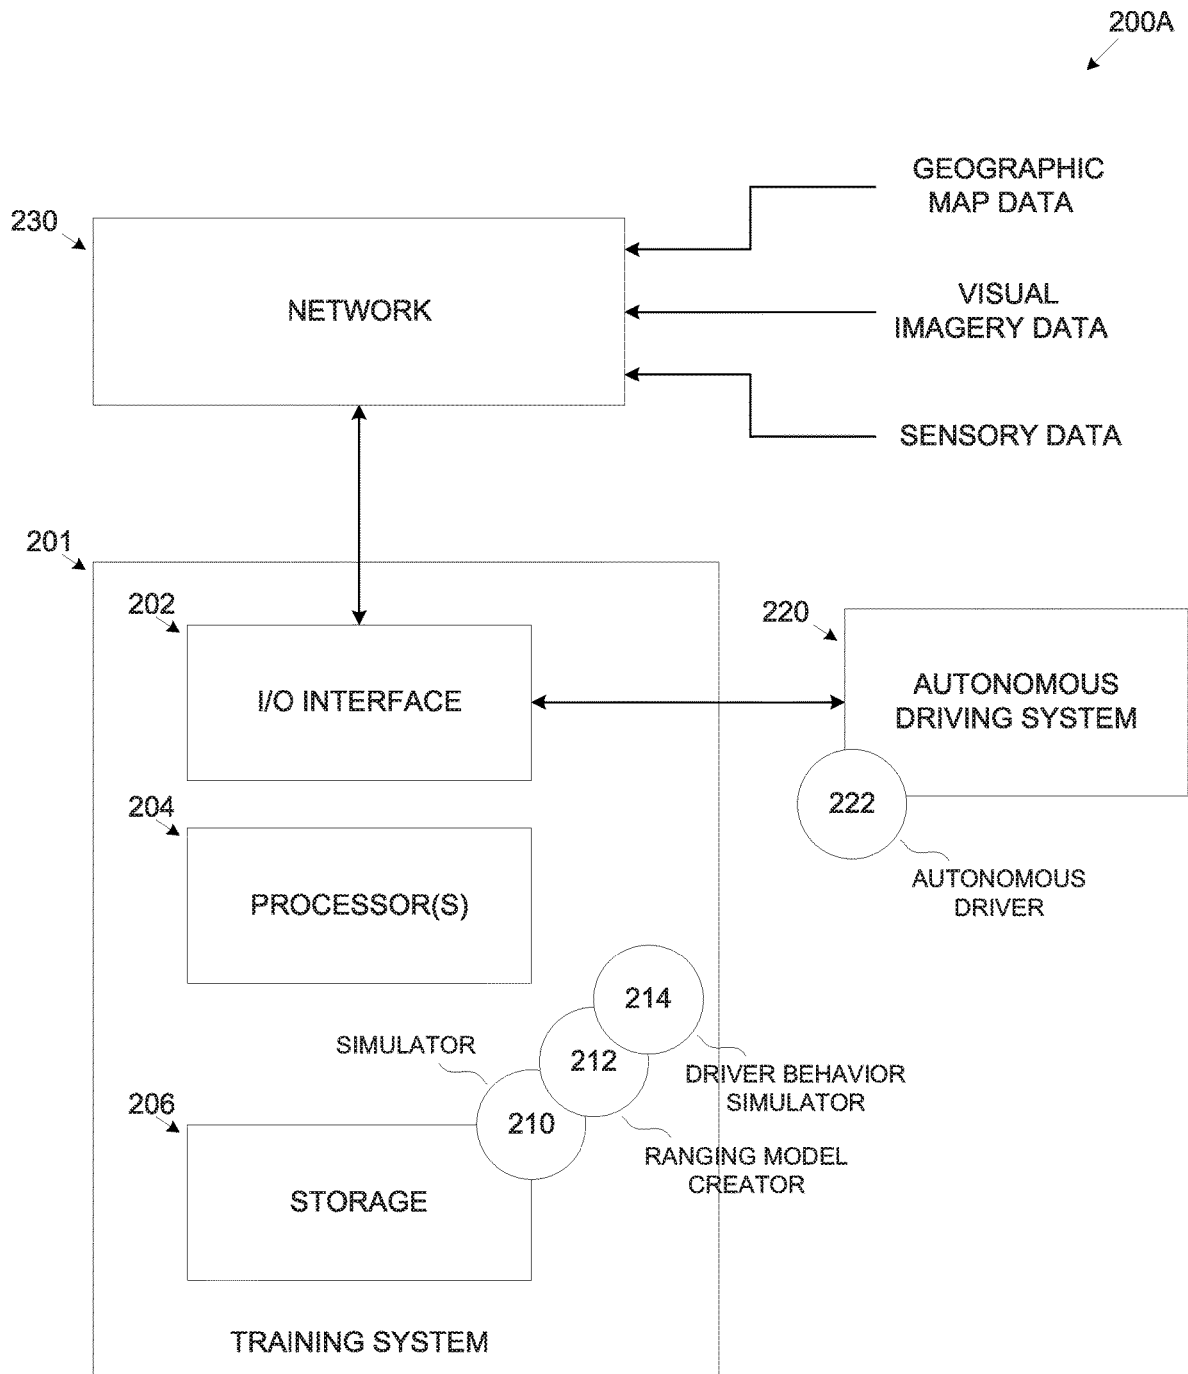 200A
GEOGRAPHIC
MAP DATA
230
NETWORK
VISUAL
IMAGERY DATA
SENSORY DATA
201
202
I/O INTERFACE
220
AUTONOMOUS
DRIVING SYSTEM
222
AUTONOMOUS
DRIVER
204
PROCESSOR(S)
214
DRIVER BEHAVIOR
SIMULATOR
SIMULATOR
212
RANGING MODEL
CREATOR
210
206
STORAGE
TRAINING SYSTEM